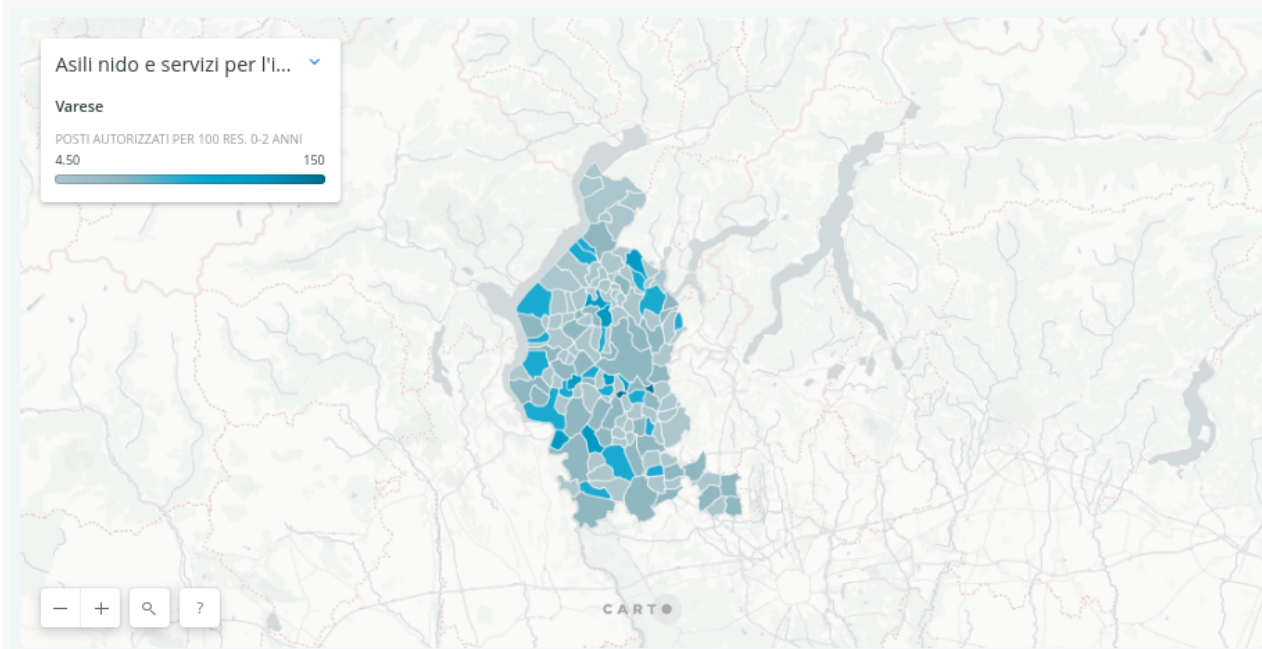 Asili nido e servizi per l'i...
Varese
POSTI AUTORIZZATI PER 100 RES. 0-2 ANNI
4.50 150
− + ?
CARTO